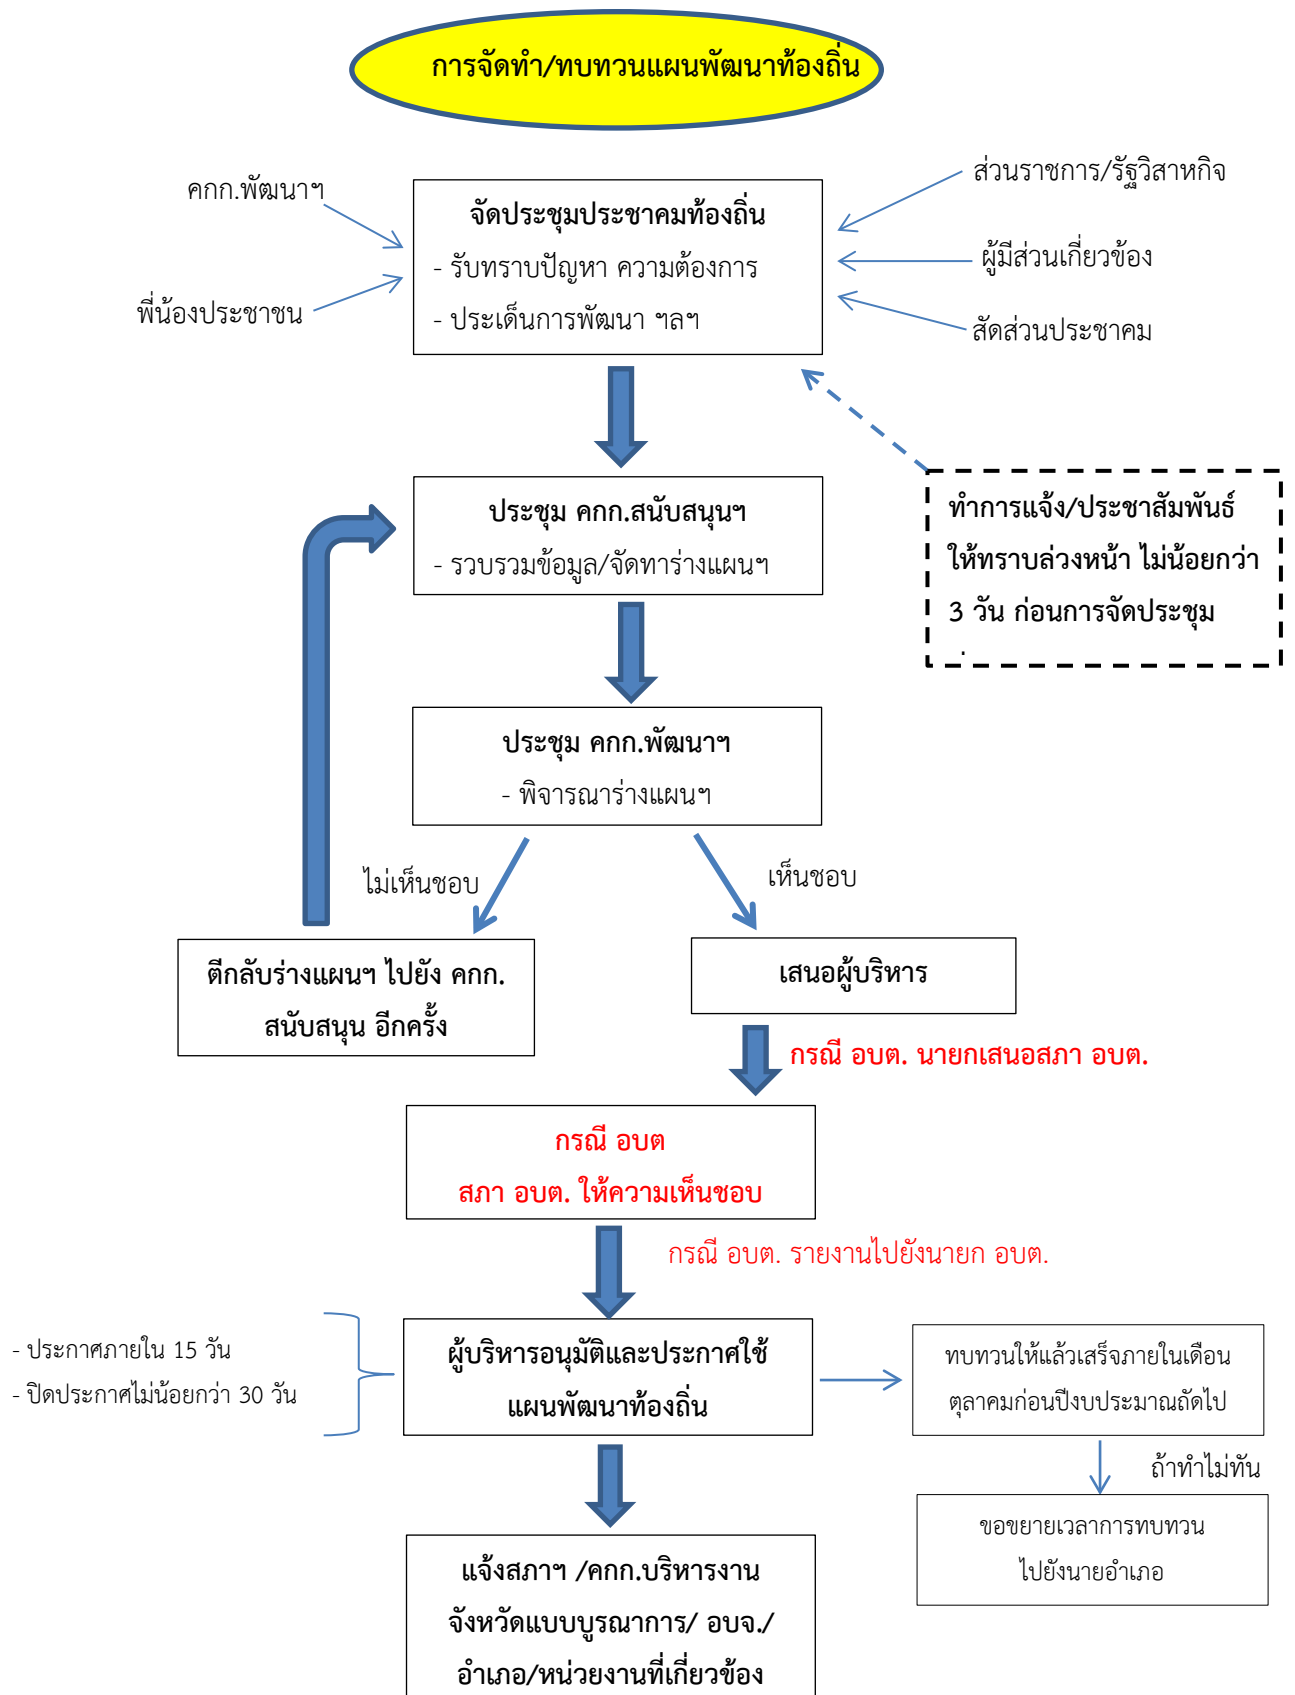 การจัดทำ/ทบทวนแผนพัฒนาท้องถิ่น
คกก.พัฒนาฯ
พี่น้องประชาชน
จัดประชุมประชาคมท้องถิ่น
- รับทราบปัญหา ความต้องการ
- ประเด็นการพัฒนา ฯลฯ
ส่วนราชการ/รัฐวิสาหกิจ
ผู้มีส่วนเกี่ยวข้อง
สัดส่วนประชาคม
ทำการแจ้ง/ประชาสัมพันธ์
ให้ทราบล่วงหน้า ไม่น้อยกว่า
3 วัน ก่อนการจัดประชุม
ประชุม คกก.สนับสนุนฯ
- รวบรวมข้อมูล/จัดทาร่างแผนฯ
ประชุม คกก.พัฒนาฯ
- พิจารณาร่างแผนฯ
ไม่เห็นชอบ
เห็นชอบ
ตีกลับร่างแผนฯ ไปยัง คกก.
สนับสนุน อีกครั้ง
เสนอผู้บริหาร
กรณี อบต. นายกเสนอสภา อบต.
กรณี อบต
สภา อบต. ให้ความเห็นชอบ
กรณี อบต. รายงานไปยังนายก อบต.
- ประกาศภายใน 15 วัน
- ปิดประกาศไม่น้อยกว่า 30 วัน
ผู้บริหารอนุมัติและประกาศใช้
แผนพัฒนาท้องถิ่น
ทบทวนให้แล้วเสร็จภายในเดือน
ตุลาคมก่อนปีงบประมาณถัดไป
ถ้าทำไม่ทัน
ขอขยายเวลาการทบทวน
ไปยังนายอำเภอ
แจ้งสภาฯ /คกก.บริหารงาน
จังหวัดแบบบูรณาการ/ อบจ./
อำเภอ/หน่วยงานที่เกี่ยวข้อง